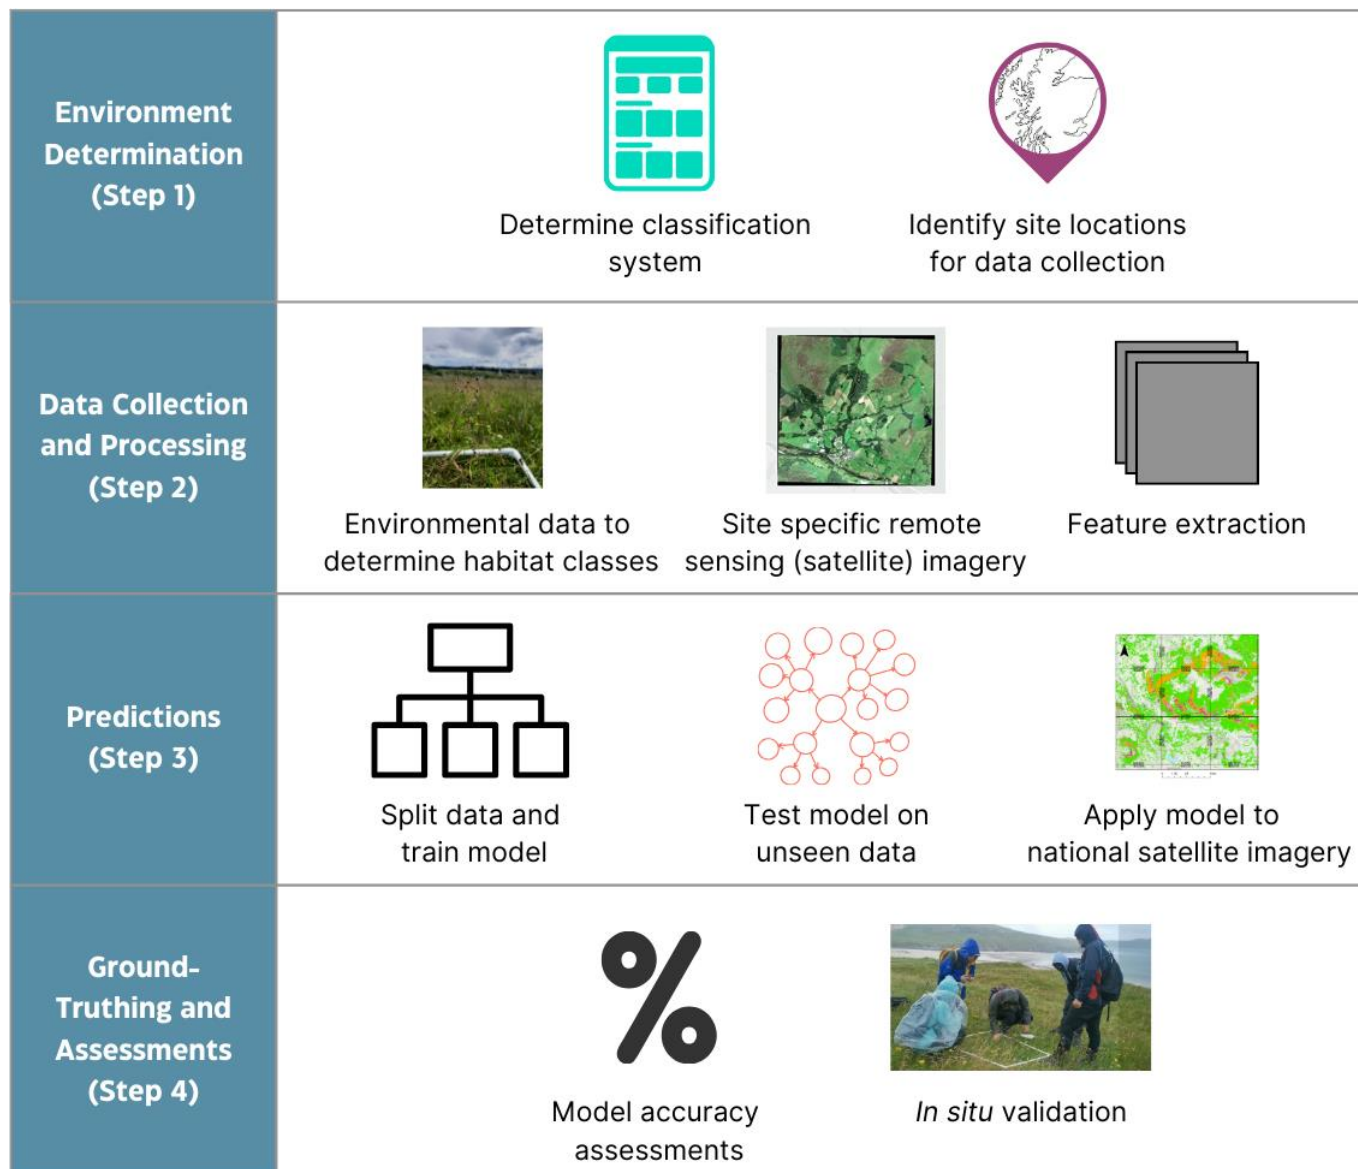 Environment
Determination
(Step 1)
Determine classification
system
Identify site locations
for data collection
Data Collection
and Processing
(Step 2)
Environmental data to
determine habitat classes
Site specific remote
sensing (satellite) imagery
Feature extraction
Predictions
(Step 3)
Split data and
train model
Test model on
unseen data
Apply model to
national satellite imagery
Ground-
Truthing and
Assessments
(Step 4)
Model accuracy
assessments
In situ validation